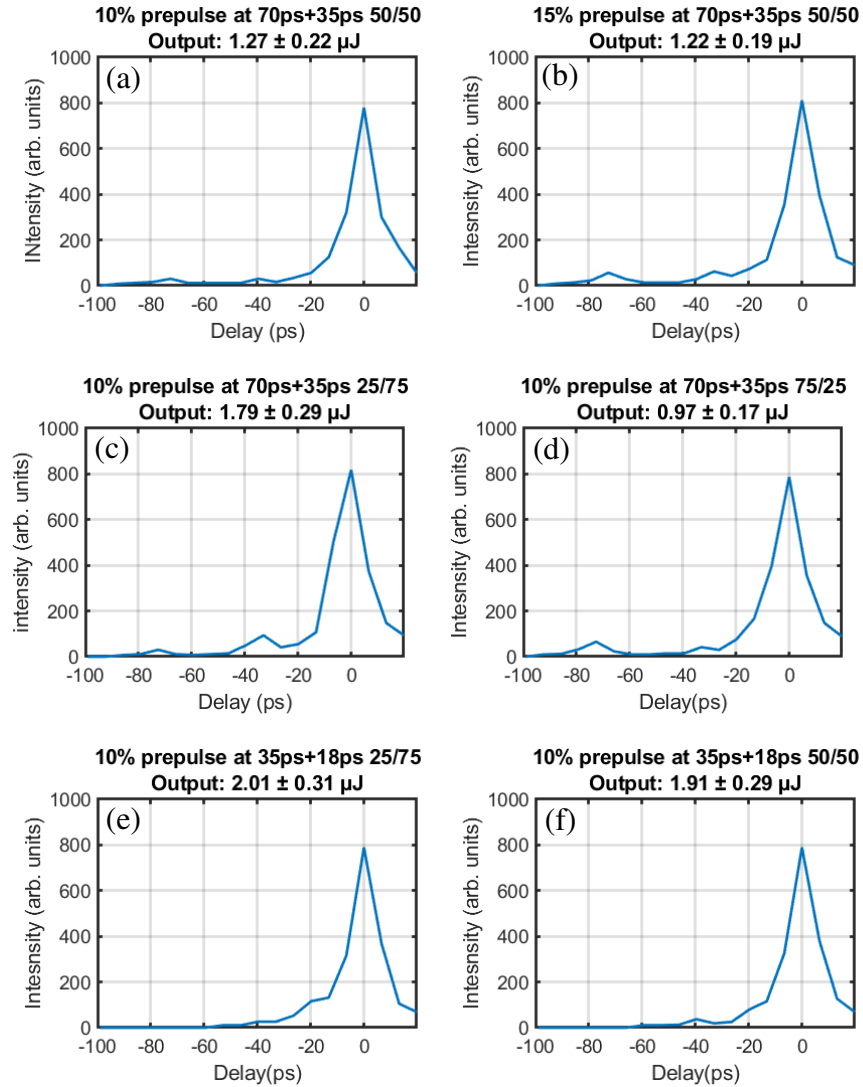 10% prepulse at 70ps+35ps 50/50
Output: 1.27 ± 0.22 µJ
(a)
1000
800
600
400
200
0
-100 -80 -60 -40 -20 0
INtensity (arb. units)
Delay (ps)
15% prepulse at 70ps+35ps 50/50
Output: 1.22 ± 0.19 µJ
(b)
1000
800
600
400
200
0
-100 -80 -60 -40 -20 0
Intesnsity (arb. units)
Delay(ps)
10% prepulse at 70ps+35ps 25/75
Output: 1.79 ± 0.29 µJ
(c)
1000
800
600
400
200
0
-100 -80 -60 -40 -20 0
intensity (arb. units)
Delay (ps)
10% prepulse at 70ps+35ps 75/25
Output: 0.97 ± 0.17 µJ
(d)
1000
800
600
400
200
0
-100 -80 -60 -40 -20 0
Intesnsity (arb. units)
Delay(ps)
10% prepulse at 35ps+18ps 25/75
Output: 2.01 ± 0.31 µJ
(e)
1000
800
600
400
200
0
-100 -80 -60 -40 -20 0
Intesnsity (arb. units)
Delay(ps)
10% prepulse at 35ps+18ps 50/50
Output: 1.91 ± 0.29 µJ
(f)
1000
800
600
400
200
0
-100 -80 -60 -40 -20 0
Intesnsity (arb. units)
Delay(ps)